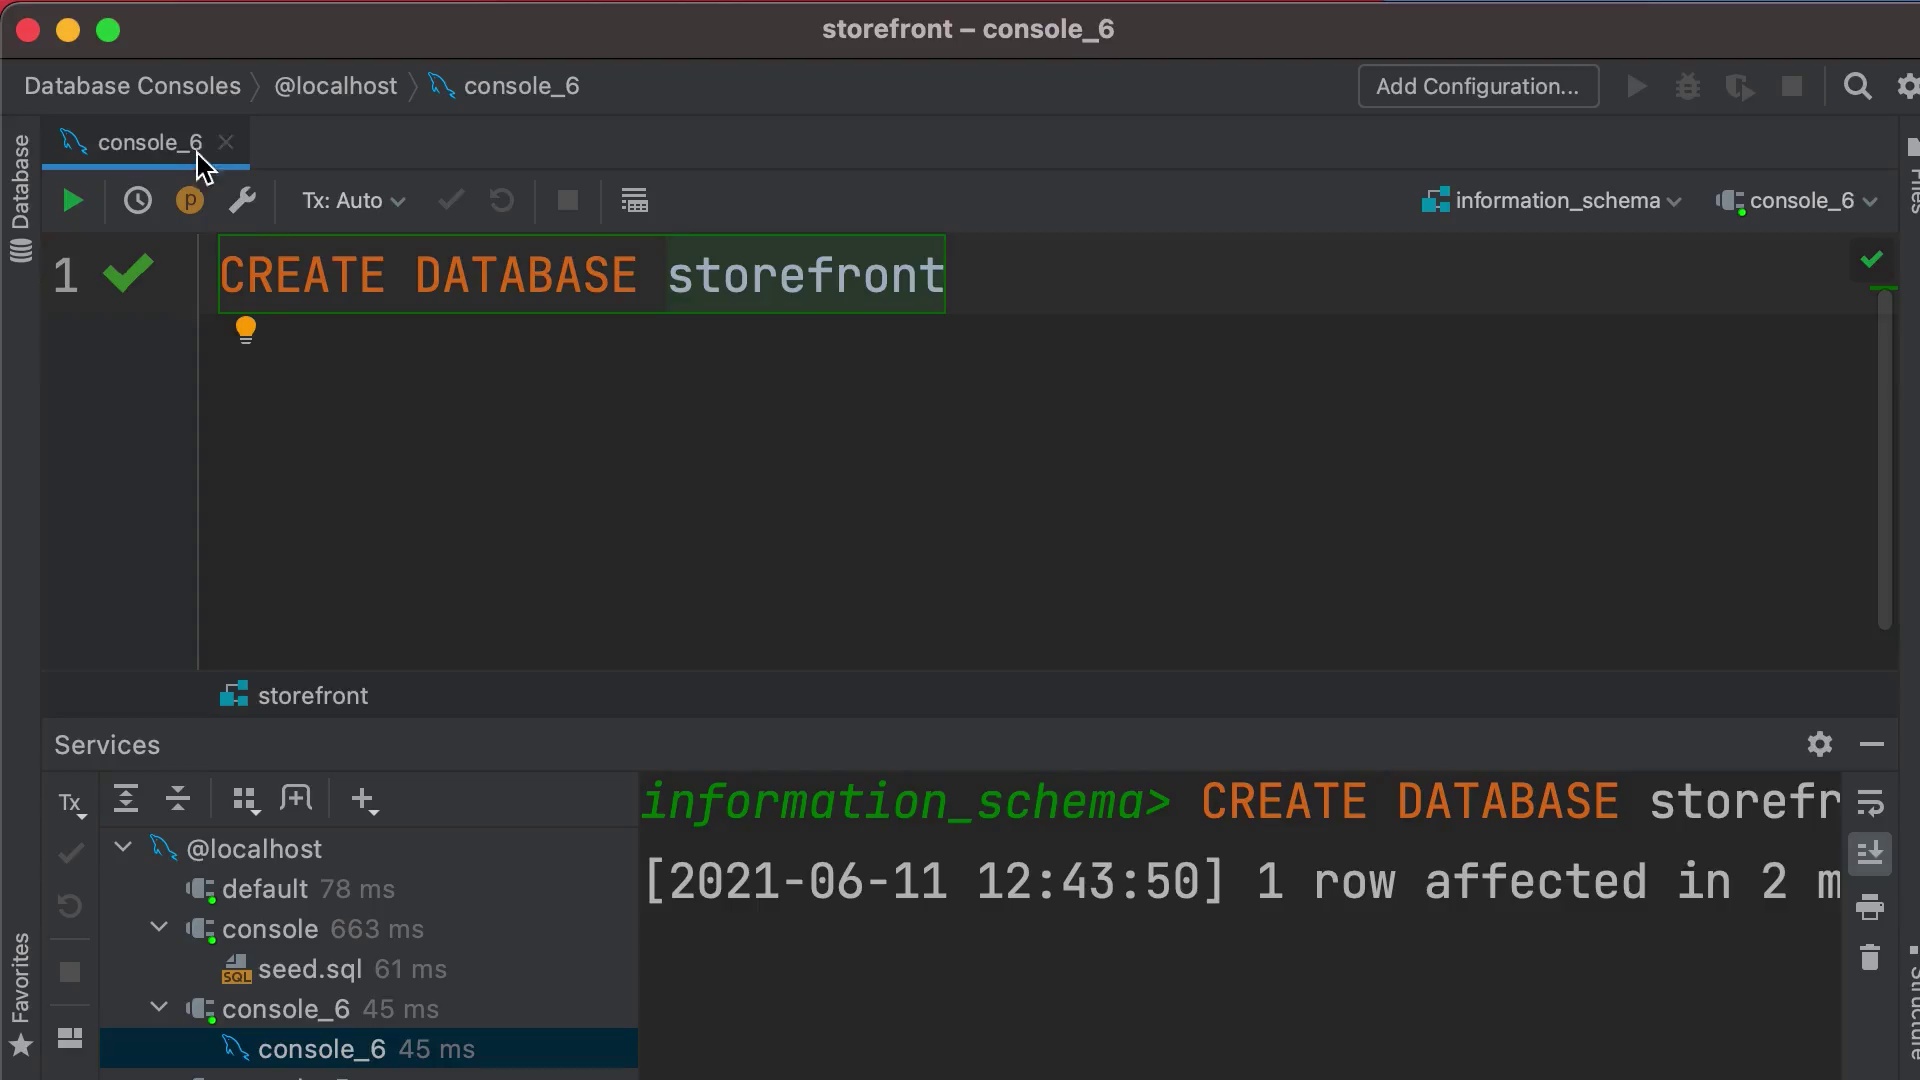 storefront – console_6
Database Consoles @localhost console_6 Add Configuration...
Database
console_6
p Tx: Auto information_schema console_6
Files
1 CREATE DATABASE storefront
storefront
Services
Tx
information_schema> CREATE DATABASE storefr
[2021-06-11 12:43:50] 1 row affected in 2 m
@localhost
default 78 ms
console 663 ms
SQL seed.sql 61 ms
console_6 45 ms
console_6 45 ms
Favorites
Structure